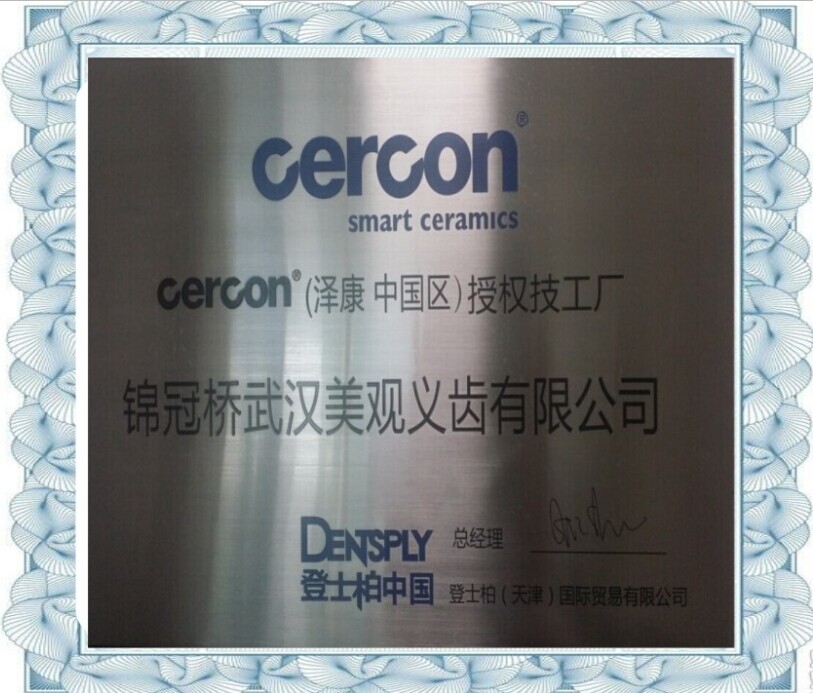 cercon®
smart ceramics
cercon®(泽康 中国区)授权技工厂
锦冠桥武汉美观义齿有限公司
DENTSPLY 总经理
登士柏中国 登士柏（天津）国际贸易有限公司